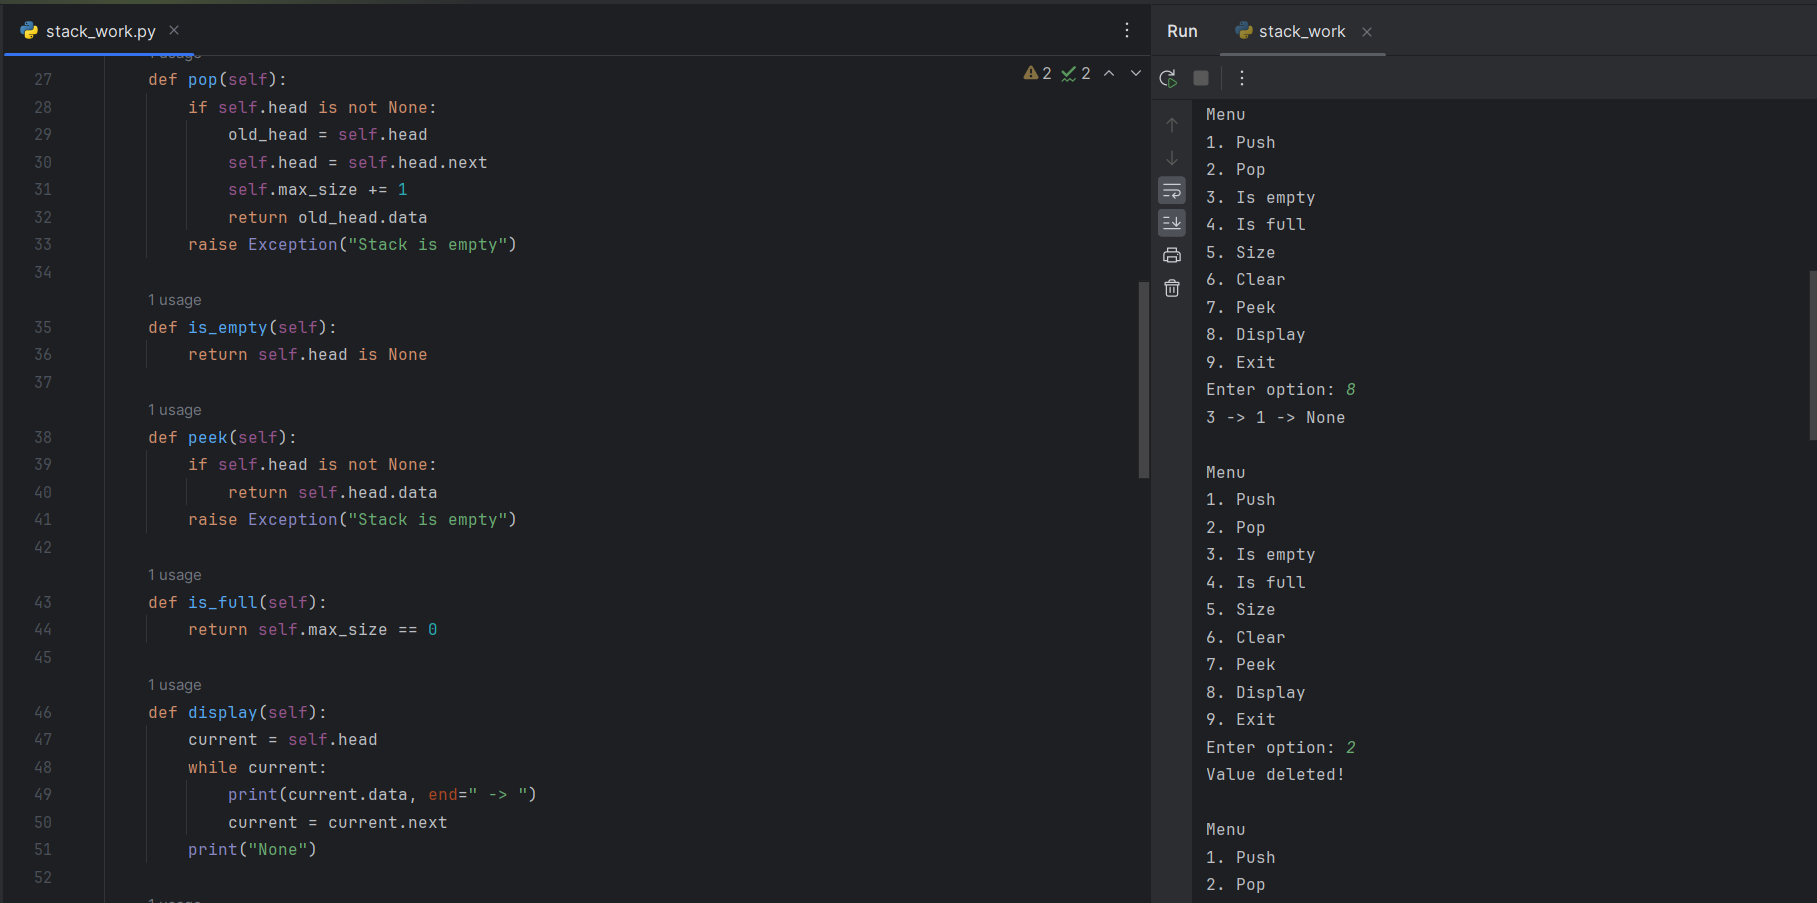 stack_work.py
2 2
1 usage
27 def pop(self):
28 if self.head is not None:
29 old_head = self.head
30 self.head = self.head.next
31 self.max_size += 1
32 return old_head.data
33 raise Exception("Stack is empty")
34
1 usage
35 def is_empty(self):
36 return self.head is None
37
1 usage
38 def peek(self):
39 if self.head is not None:
40 return self.head.data
41 raise Exception("Stack is empty")
42
1 usage
43 def is_full(self):
44 return self.max_size == 0
45
1 usage
46 def display(self):
47 current = self.head
48 while current:
49 print(current.data, end=" -> ")
50 current = current.next
51 print("None")
52
1 usage
Run stack_work
Menu
1. Push
2. Pop
3. Is empty
4. Is full
5. Size
6. Clear
7. Peek
8. Display
9. Exit
Enter option: 8
3 -> 1 -> None
Menu
1. Push
2. Pop
3. Is empty
4. Is full
5. Size
6. Clear
7. Peek
8. Display
9. Exit
Enter option: 2
Value deleted!
Menu
1. Push
2. Pop